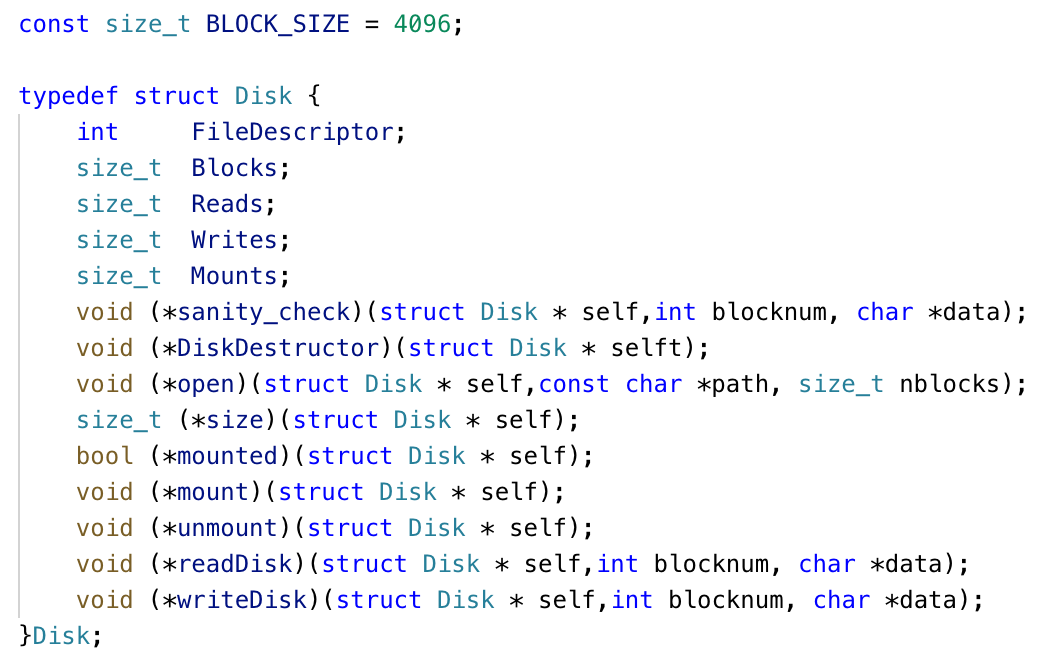 const size_t BLOCK_SIZE = 4096;
typedef struct Disk {
int     FileDescriptor;
size_t  Blocks;
size_t  Reads;
size_t  Writes;
size_t  Mounts;
void (*sanity_check)(struct Disk * self,int blocknum, char *data);
void (*DiskDestructor)(struct Disk * selft);
void (*open)(struct Disk * self,const char *path, size_t nblocks);
size_t (*size)(struct Disk * self);
bool (*mounted)(struct Disk * self);
void (*mount)(struct Disk * self);
void (*unmount)(struct Disk * self);
void (*readDisk)(struct Disk * self,int blocknum, char *data);
void (*writeDisk)(struct Disk * self,int blocknum, char *data);
}Disk;